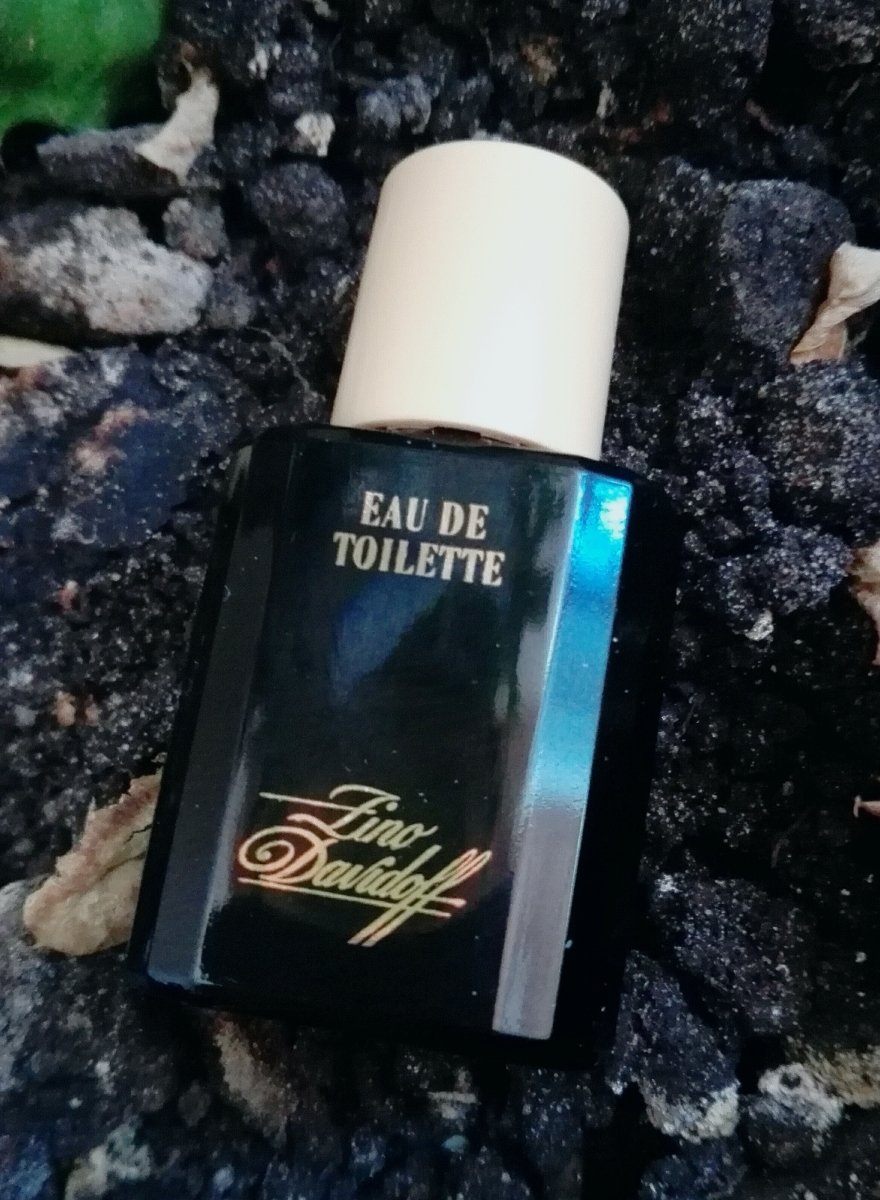 EAU DE
TOILETTE
Zino
Davidoff